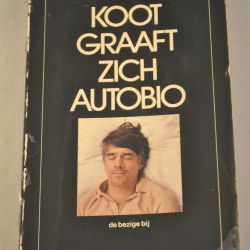 KOOT
GRAAFT
ZICH
AUTOBIO
de bezige bij